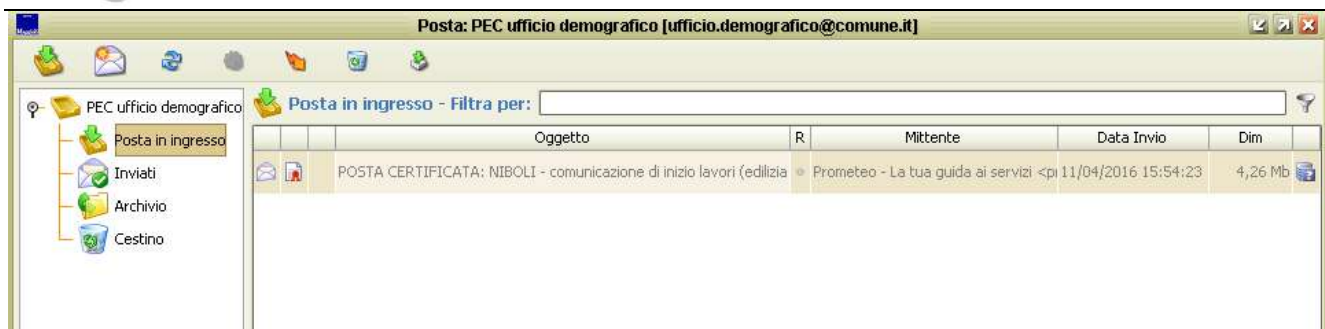 Posta: PEC ufficio demografico [ufficio.demografico@comune.it]
PEC ufficio demografico
Posta in ingresso
Inviati
Archivio
Cestino
Posta in ingresso - Filtra per:
Oggetto R Mittente Data Invio Dim
POSTA CERTIFICATA: NIBOLI - comunicazione di inizio lavori (edilizia Prometeo - La tua guida ai servizi <pr 11/04/2016 15:54:23 4,26 Mb